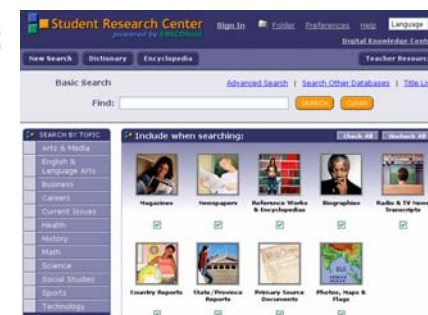 Student Research Center Sign In Folder Preferences Help Language
powered by EBSCOhost
Digital Knowledge Cent
New Search Dictionary Encyclopedia Teacher Resourc
Basic Search Advanced Search | Search Other Databases | Title Li
Find: SEARCH CLEAR
SEARCH BY TOPIC
Arts & Media
English &
Language Arts
Business
Careers
Current Issues
Health
History
Math
Science
Social Studies
Sports
Technology
Include when searching: Check All Uncheck All
Magazines Newspapers Reference Works
& Encyclopedias Biographies Radio & TV News
Transcripts
Country Reports State/Province
Reports Primary Source
Documents Photos, Maps &
Flags